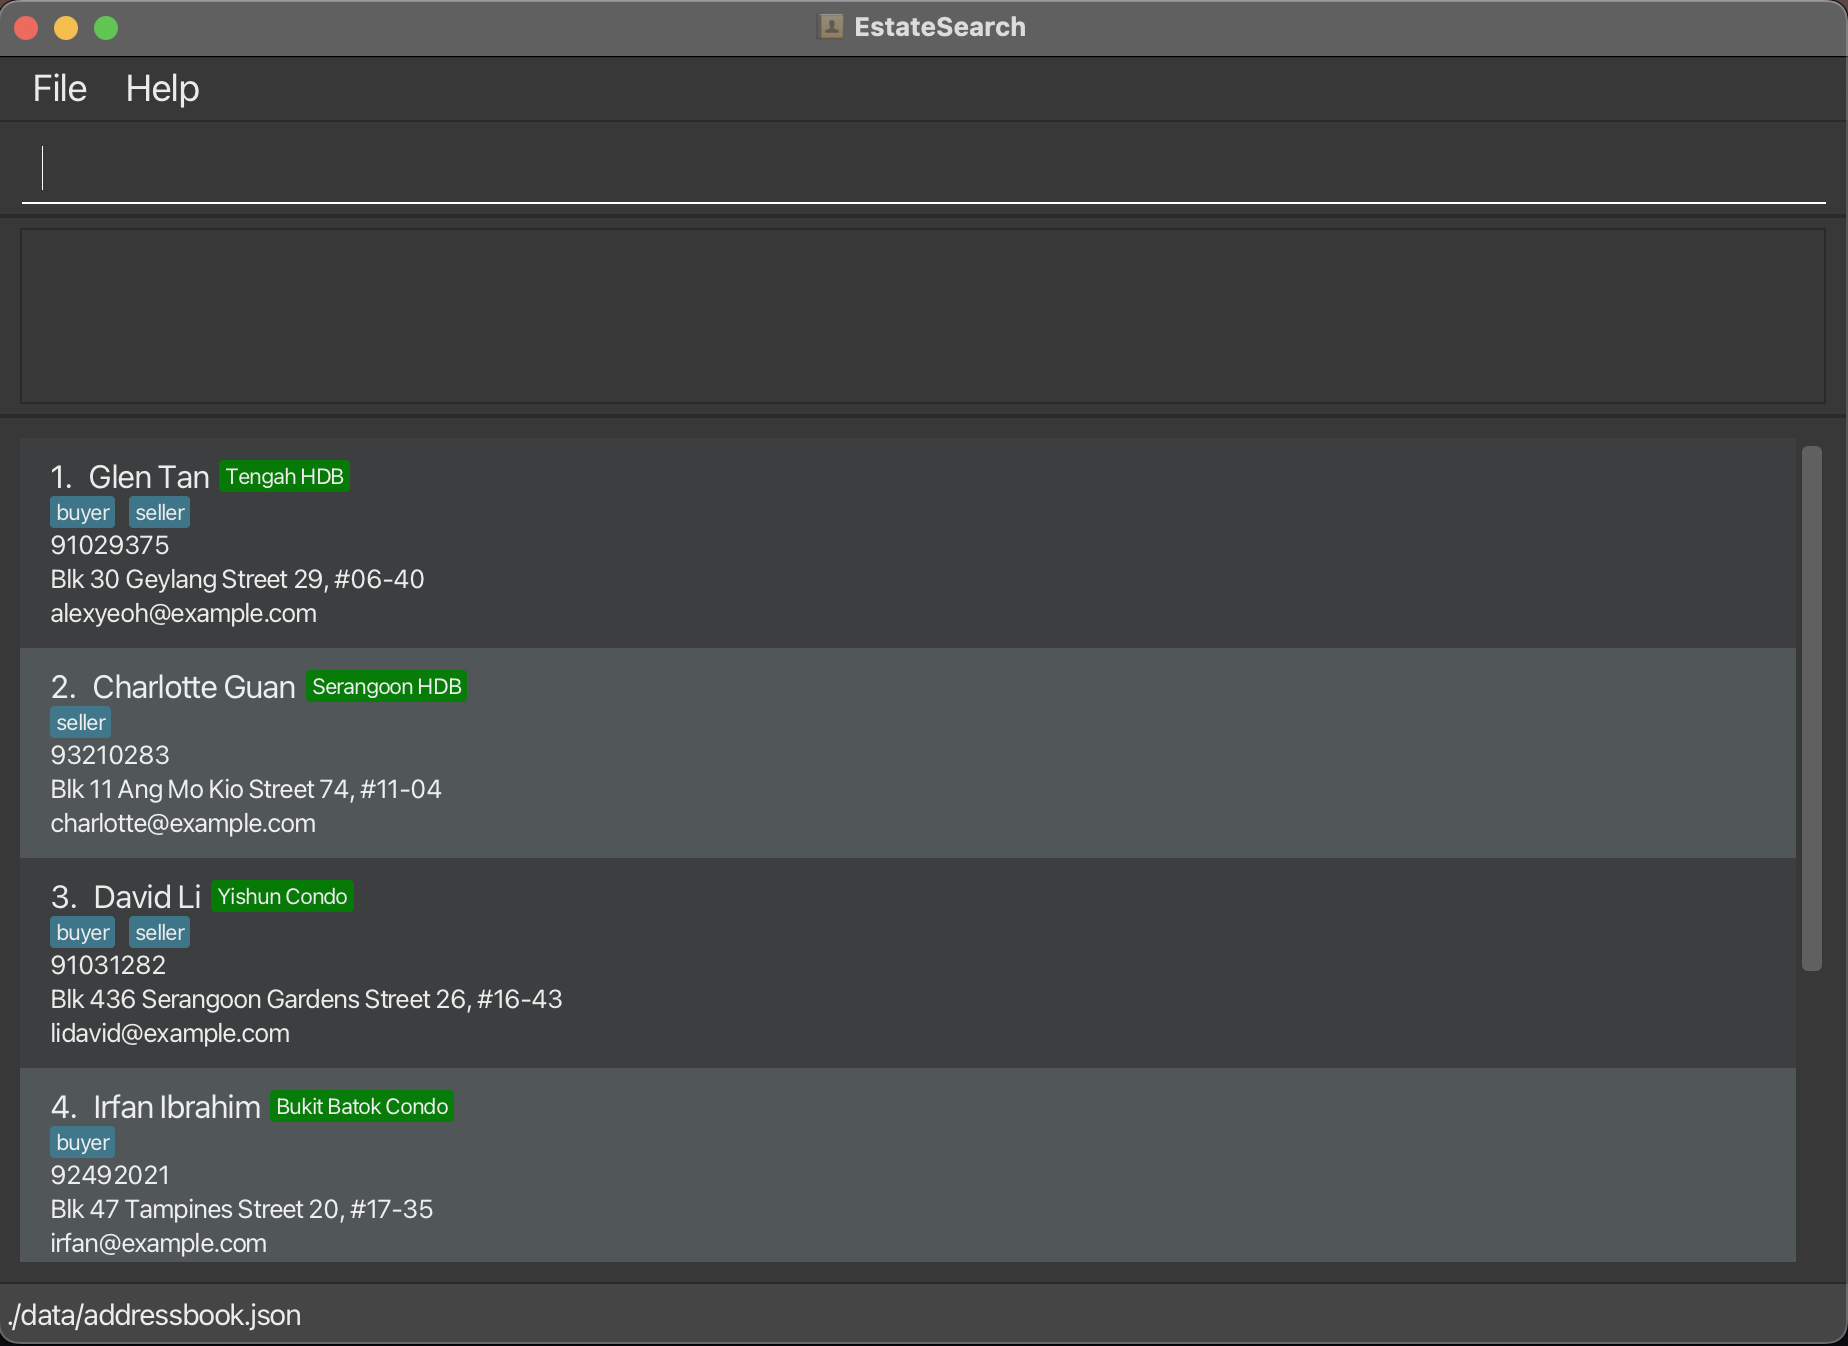 EstateSearch
File Help
1. Glen Tan Tengah HDB
buyer seller
91029375
Blk 30 Geylang Street 29, #06-40
alexyeoh@example.com
2. Charlotte Guan Serangoon HDB
seller
93210283
Blk 11 Ang Mo Kio Street 74, #11-04
charlotte@example.com
3. David Li Yishun Condo
buyer seller
91031282
Blk 436 Serangoon Gardens Street 26, #16-43
lidavid@example.com
4. Irfan Ibrahim Bukit Batok Condo
buyer
92492021
Blk 47 Tampines Street 20, #17-35
irfan@example.com
./data/addressbook.json